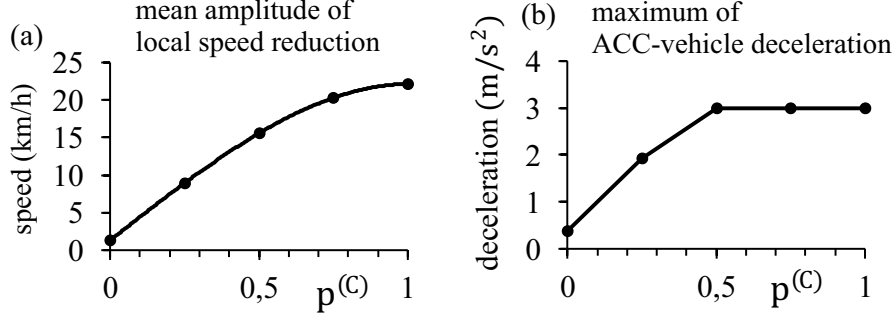 (a)
mean amplitude of
local speed reduction
speed (km/h)
25
20
15
10
5
0
0
0,5
p(C)
1
(b)
maximum of
ACC-vehicle deceleration
deceleration (m/s²)
4
3
2
1
0
0
0,5
p(C)
1